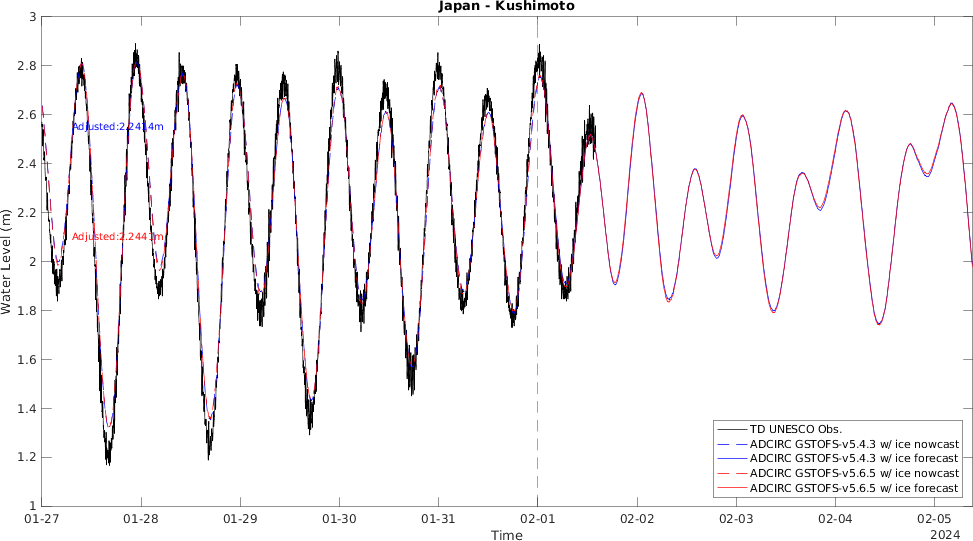 Japan - Kushimoto
Water Level (m)
3
2.8
2.6
2.4
2.2
2
1.8
1.6
1.4
1.2
1
Adjusted:2.2414m
Adjusted:2.2441m
TD UNESCO Obs.
ADCIRC GSTOFS-v5.4.3 w/ ice nowcast
ADCIRC GSTOFS-v5.4.3 w/ ice forecast
ADCIRC GSTOFS-v5.6.5 w/ ice nowcast
ADCIRC GSTOFS-v5.6.5 w/ ice forecast
01-27 01-28 01-29 01-30 01-31 02-01 02-02 02-03 02-04 02-05
Time
2024